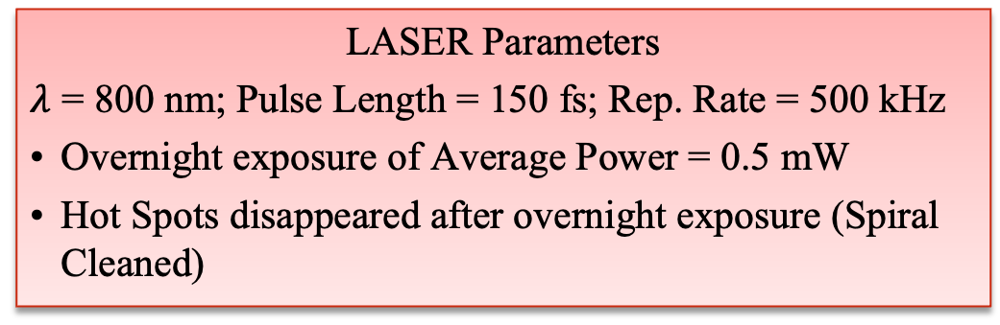 LASER Parameters
λ = 800 nm; Pulse Length = 150 fs; Rep. Rate = 500 kHz
• Overnight exposure of Average Power = 0.5 mW
• Hot Spots disappeared after overnight exposure (Spiral
Cleaned)